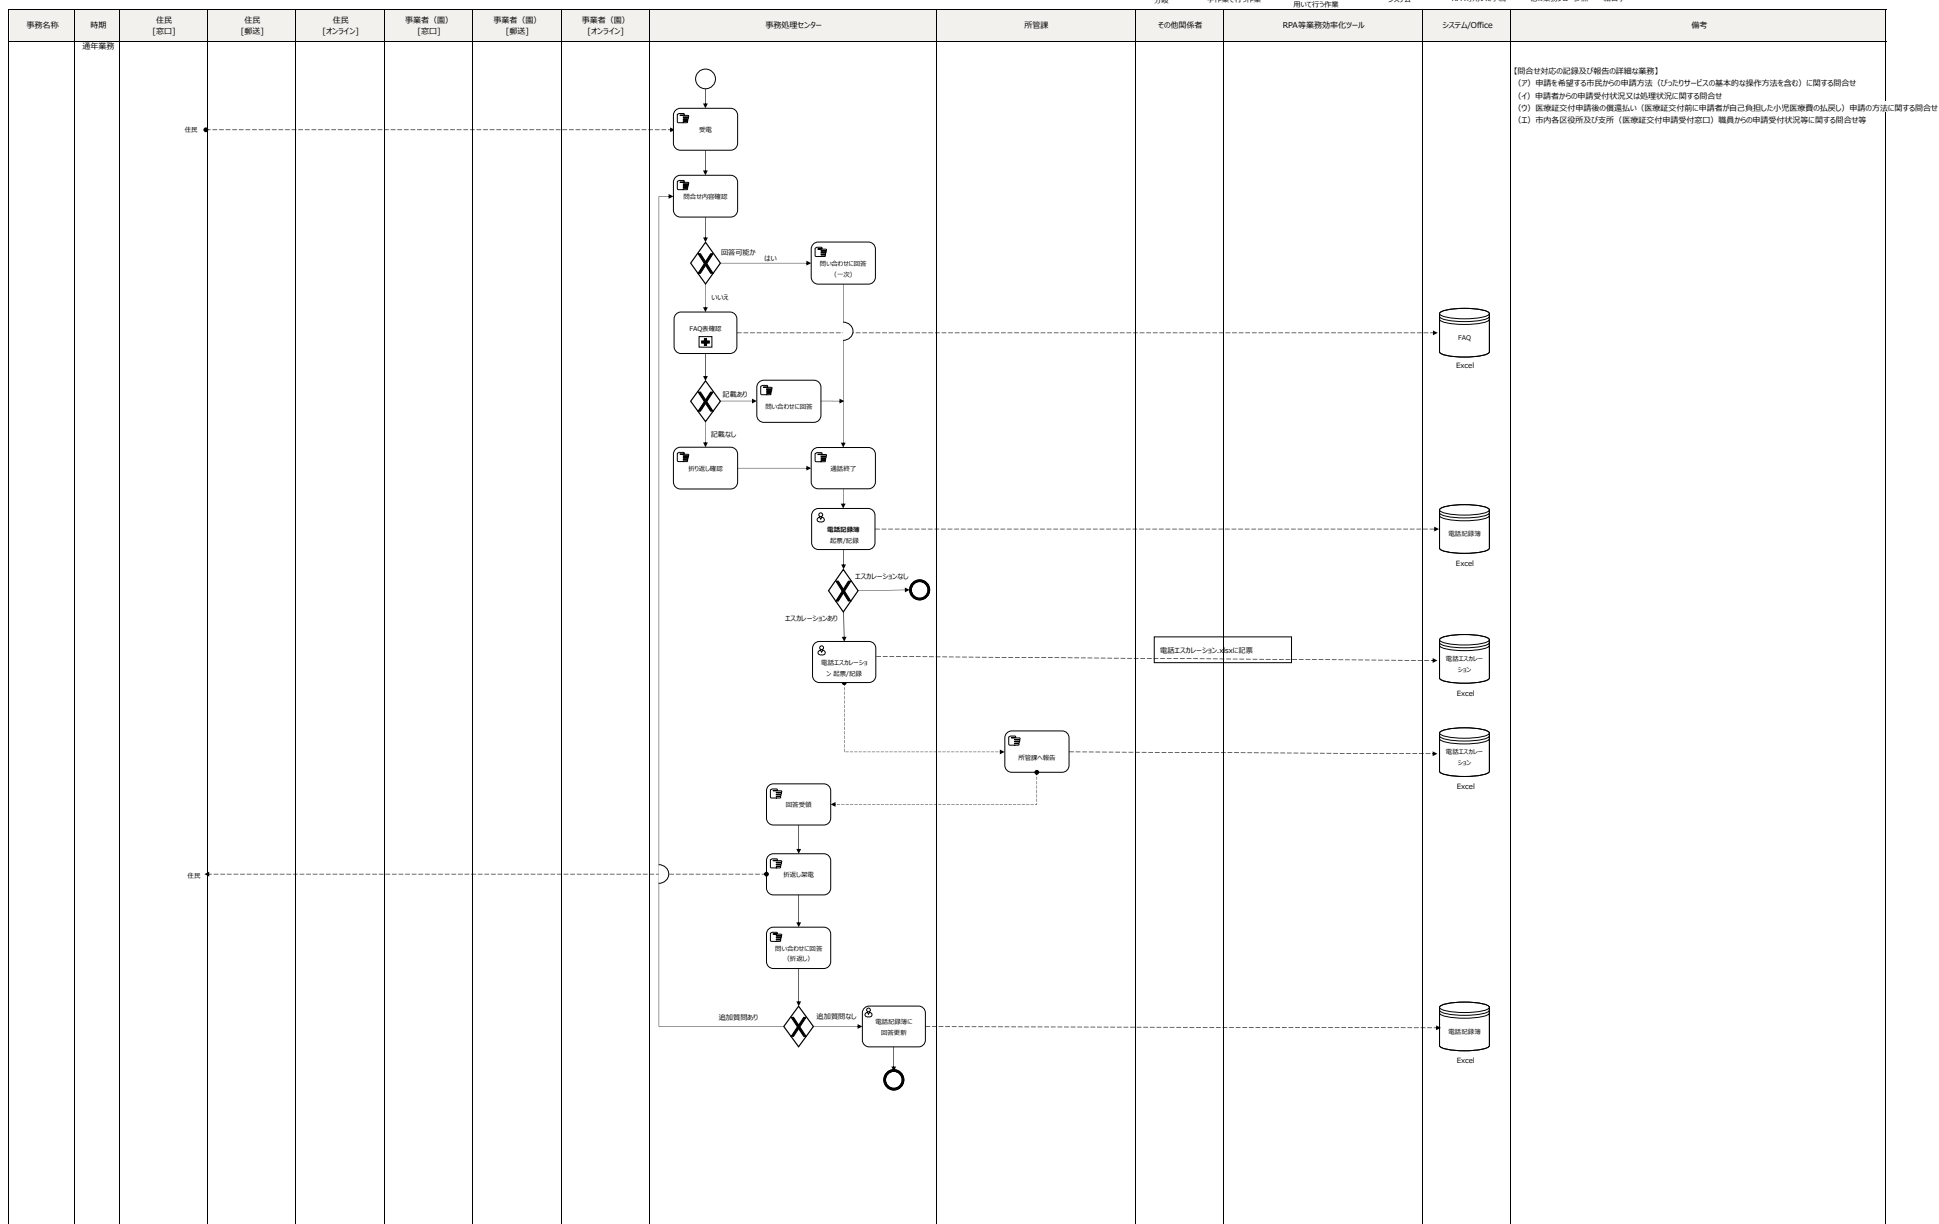 用いて行う作業
事務名称
時期
住民
[窓口]
住民
[郵送]
住民
[オンライン]
事業者（園）
[窓口]
事業者（園）
[郵送]
事業者（園）
[オンライン]
事務処理センター
所管課
その他関係者
RPA等業務効率化ツール
システム/Office
備考
通年業務
【問合せ対応の記録及び報告の詳細な業務】
（ア）申請を希望する市民からの申請方法（ぴったりサービスの基本的な操作方法を含む）に関する問合せ
（イ）申請者からの申請受付状況又は処理状況に関する問合せ
（ウ）医療証交付申請後の償還払い（医療証交付前に申請者が自己負担した小児医療費の払戻し）申請の方法に関する問合せ
（エ）市内各区役所及び支所（医療証交付申請受付窓口）職員からの申請受付状況等に関する問合せ等
住民
受電
問合せ内容確認
回答可能か
はい
問い合わせに回答
（一次）
いいえ
FAQ表確認
FAQ
Excel
記載あり
問い合わせに回答
記載なし
折り返し確認
通話終了
電話記録簿
起票/記録
電話記録簿
Excel
エスカレーションなし
エスカレーションあり
電話エスカレーショ
ン 起票/記録
電話エスカレーション.xlsxに記票
電話エスカレー
ション
Excel
所管課へ報告
電話エスカレー
ション
Excel
回答受領
住民
折返し架電
問い合わせに回答
（折返し）
追加質問あり
追加質問なし
電話記録簿に
回答更新
電話記録簿
Excel